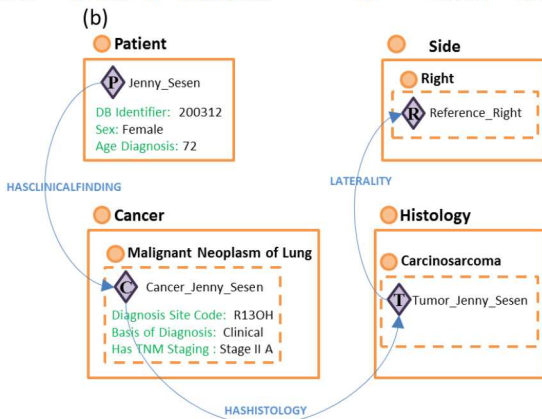 (b)
Patient
P Jenny_Sesen
DB Identifier: 200312
Sex: Female
Age Diagnosis: 72
Side
Right
R Reference_Right
HASCLINICALFINDING
LATERALITY
Cancer
Malignant Neoplasm of Lung
C Cancer_Jenny_Sesen
Diagnosis Site Code: R13OH
Basis of Diagnosis: Clinical
Has TNM Staging : Stage II A
Histology
Carcinosarcoma
T Tumor_Jenny_Sesen
HASHISTOLOGY